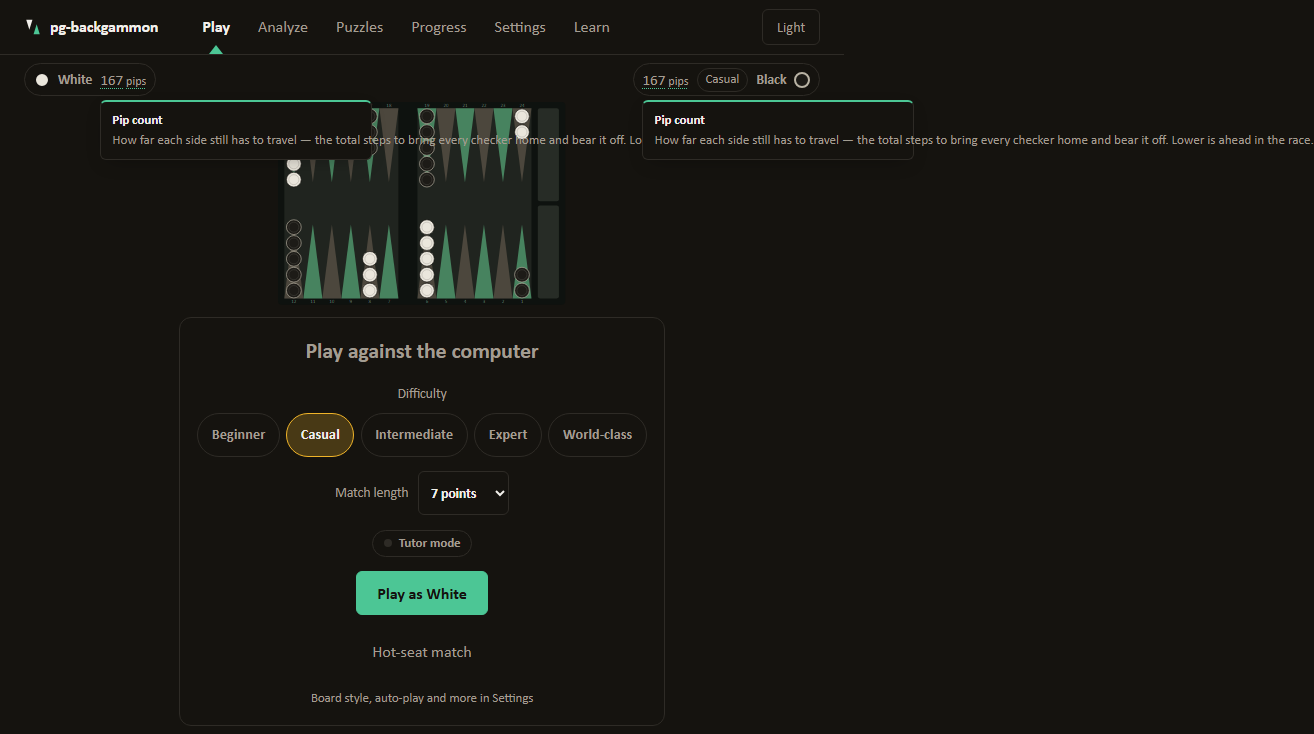 pg-backgammon Play Analyze Puzzles Progress Settings Learn Light
White 167 pips
167 pips Casual Black
Pip count
How far each side still has to travel — the total steps to bring every checker home and bear it off. Lo
Pip count
How far each side still has to travel — the total steps to bring every checker home and bear it off. Lower is ahead in the race.
Play against the computer
Difficulty
Beginner Casual Intermediate Expert World-class
Match length 7 points
Tutor mode
Play as White
Hot-seat match
Board style, auto-play and more in Settings